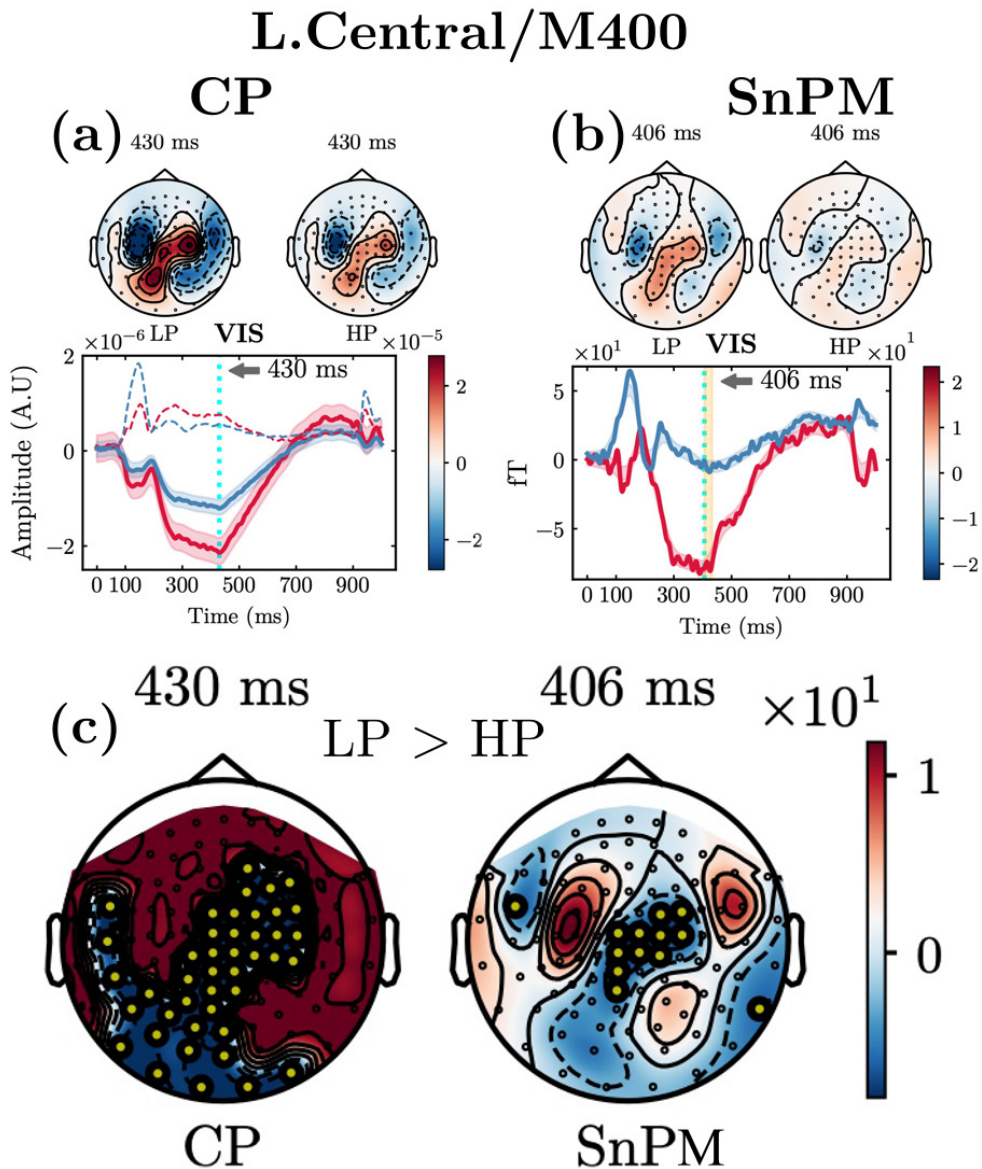 L.Central/M400
CP
SnPM
(a)
430 ms
430 ms
(b)
406 ms
406 ms
×10⁻⁶
LP
VIS
HP
×10⁻⁵
430 ms
Amplitude (A.U)
2
0
−2
2
0
−2
0 100 300 500 700 900
Time (ms)
×10¹
LP
VIS
HP
×10¹
406 ms
fT
5
0
−5
2
1
0
−1
−2
0 100 300 500 700 900
Time (ms)
430 ms
406 ms
×10¹
(c)
LP > HP
1
0
CP
SnPM